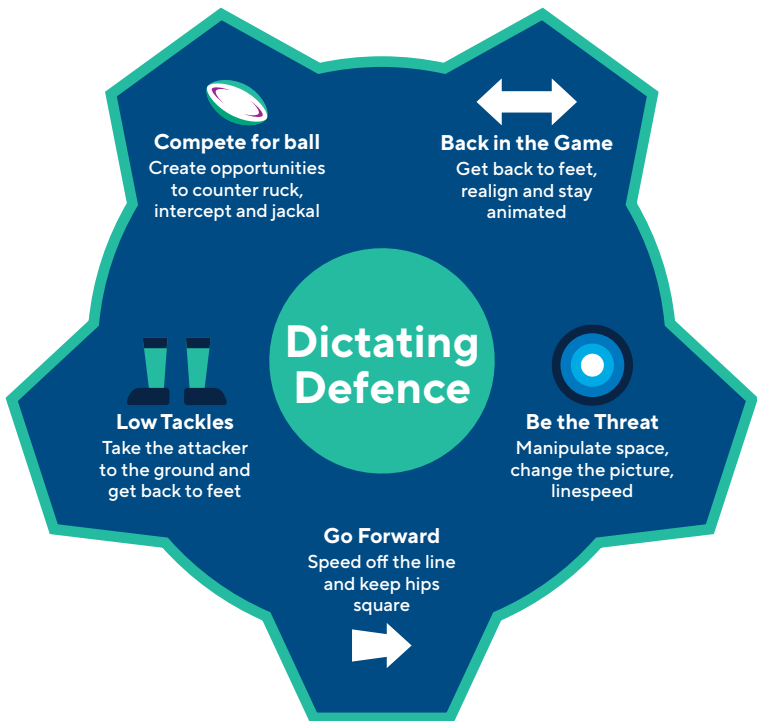 Compete for ball
Create opportunities
to counter ruck,
intercept and jackal
Back in the Game
Get back to feet,
realign and stay
animated
Dictating
Defence
Low Tackles
Take the attacker
to the ground and
get back to feet
Be the Threat
Manipulate space,
change the picture,
linespeed
Go Forward
Speed off the line
and keep hips
square